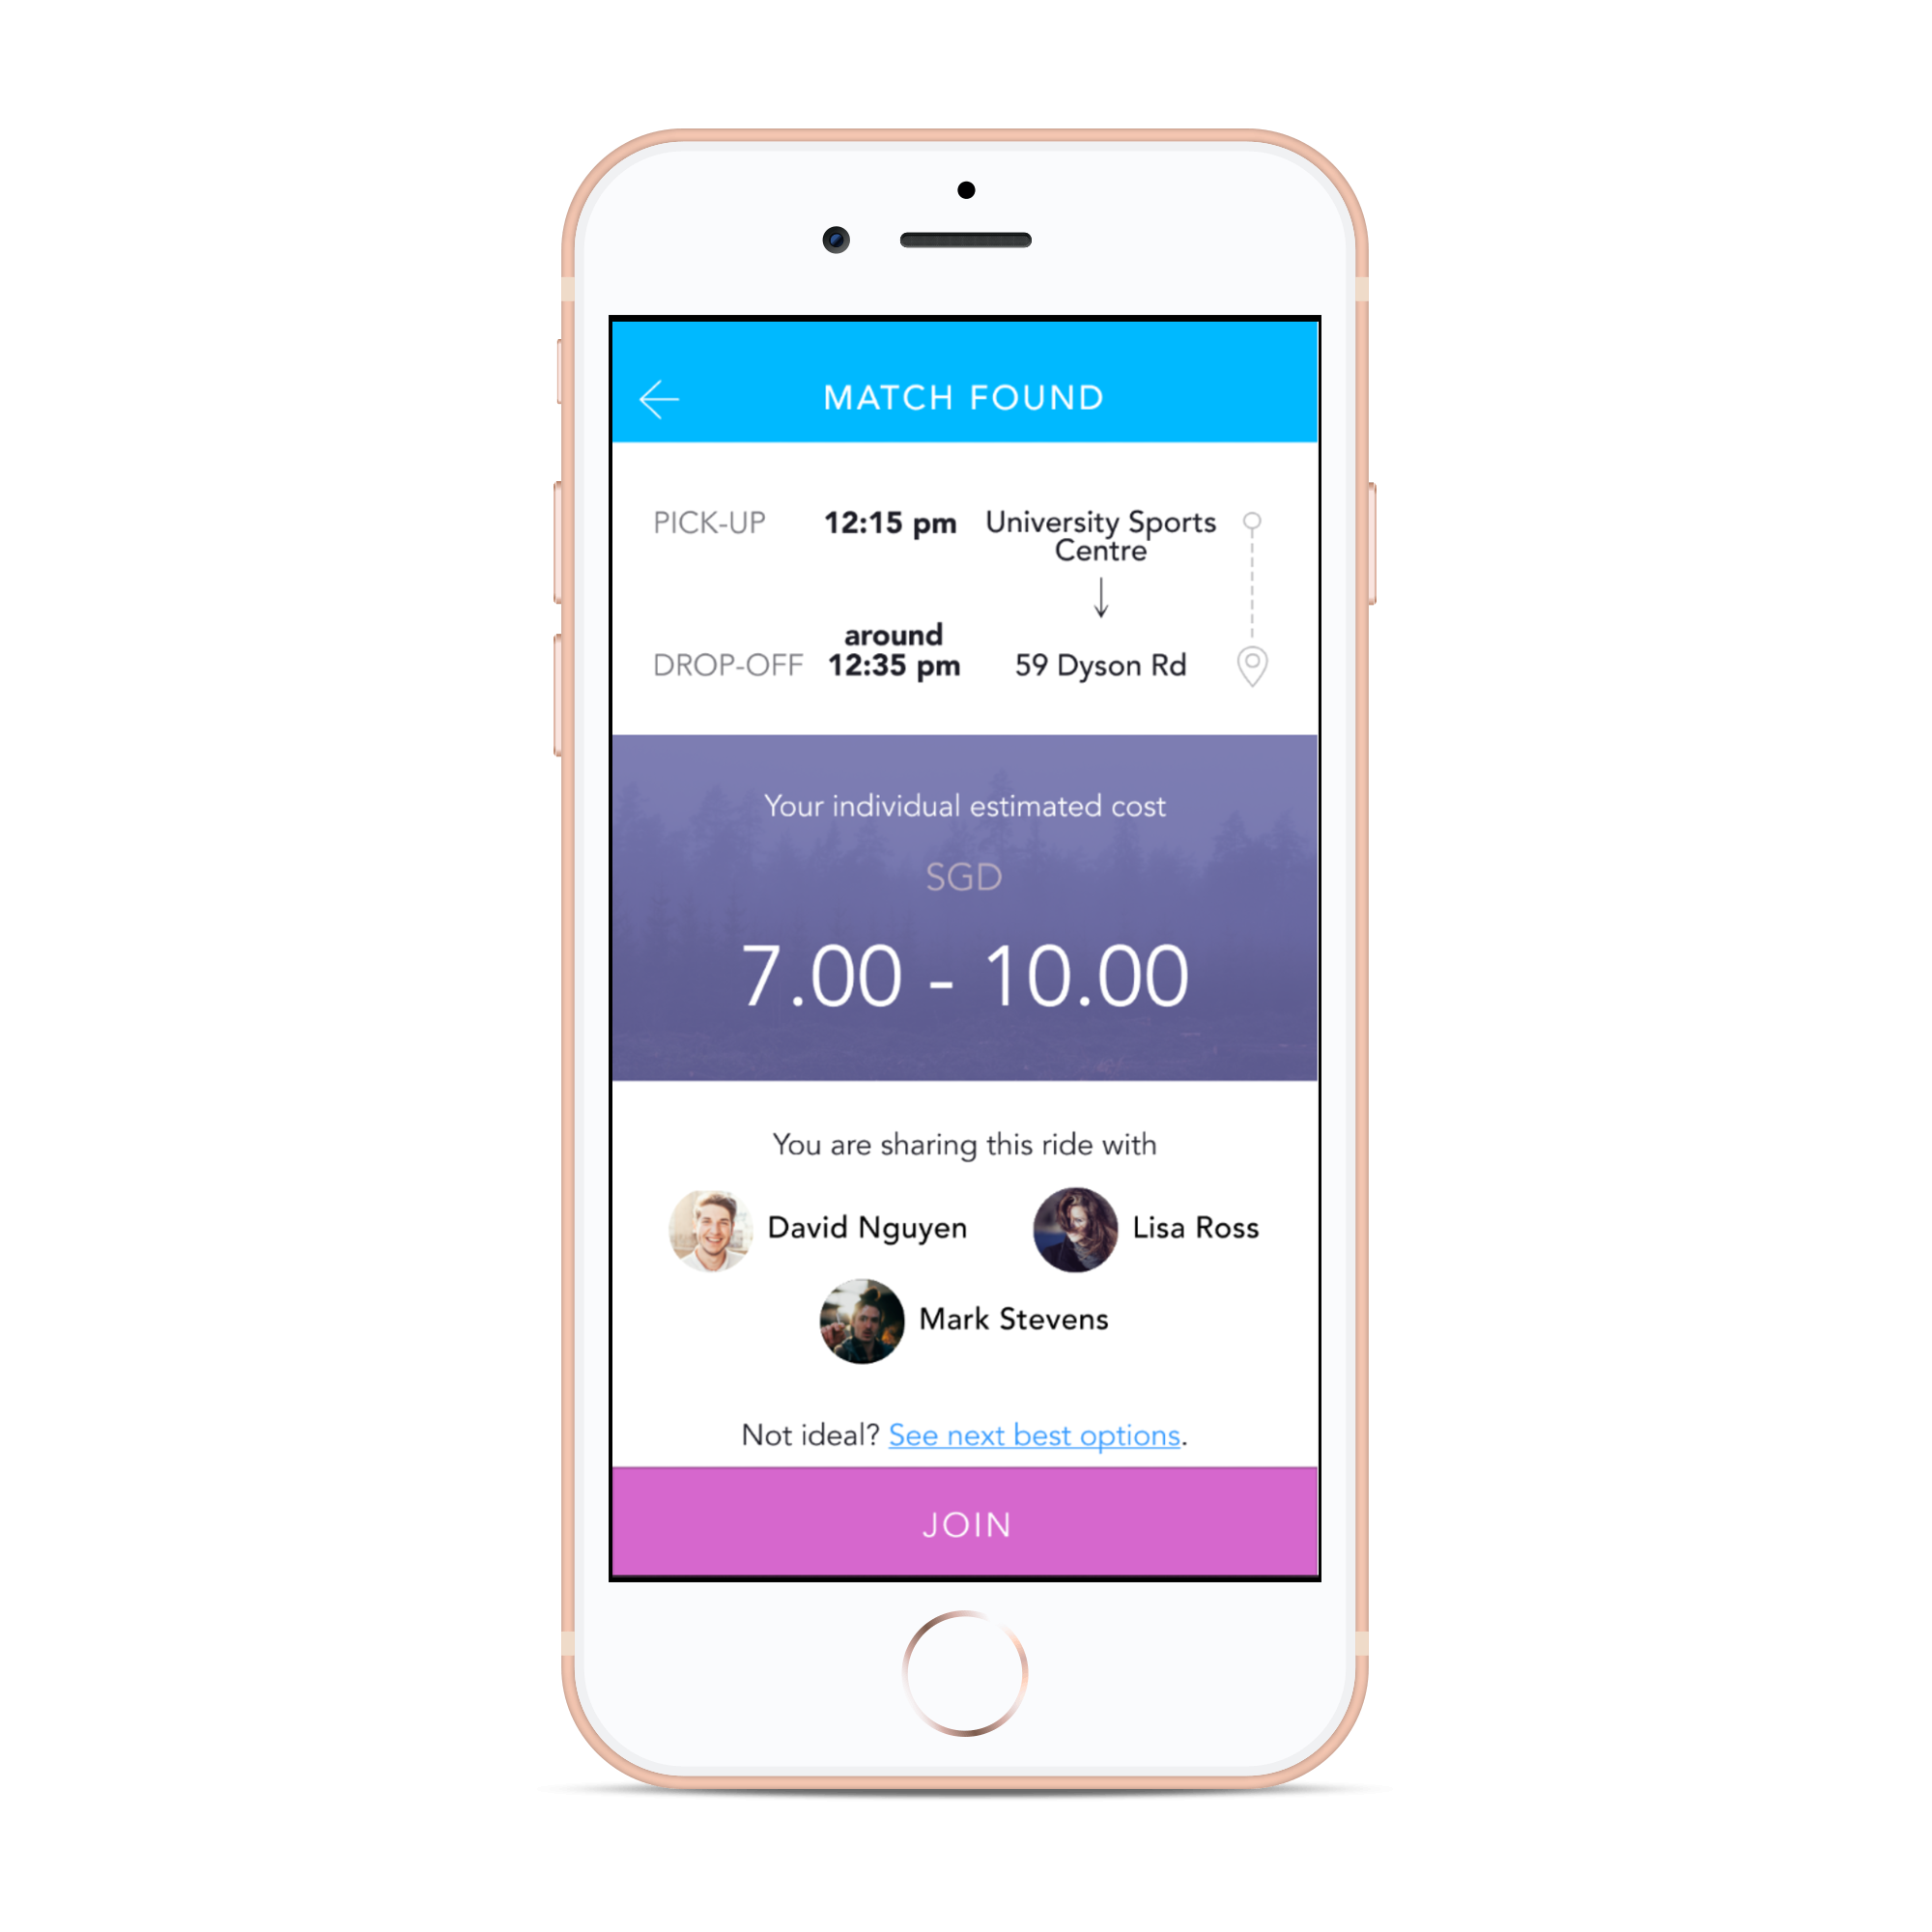 MATCH FOUND
PICK-UP 12:15 pm University Sports
Centre
around
DROP-OFF 12:35 pm 59 Dyson Rd
Your individual estimated cost
SGD
7.00 - 10.00
You are sharing this ride with
David Nguyen Lisa Ross
Mark Stevens
Not ideal? See next best options.
JOIN